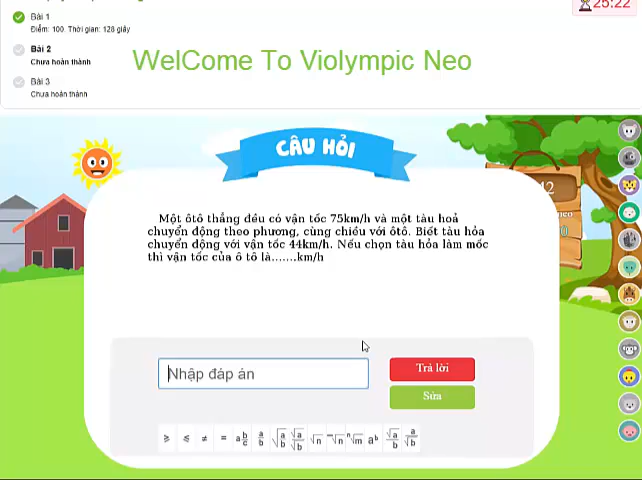 25:22
Bài 1
Điểm: 100. Thời gian: 128 giây
Bài 2
Chưa hoàn thành
WelCome To Violympic Neo
Bài 3
Chưa hoàn thành
CÂU HỎI
Một ôtô thẳng đều có vận tốc 75km/h và một tàu hoả
chuyển động theo phương, cùng chiều với ôtô. Biết tàu hỏa
chuyển động với vận tốc 44km/h. Nếu chọn tàu hỏa làm mốc
thì vận tốc của ô tô là.......km/h
Nhập đáp án
Trả lời
Sửa